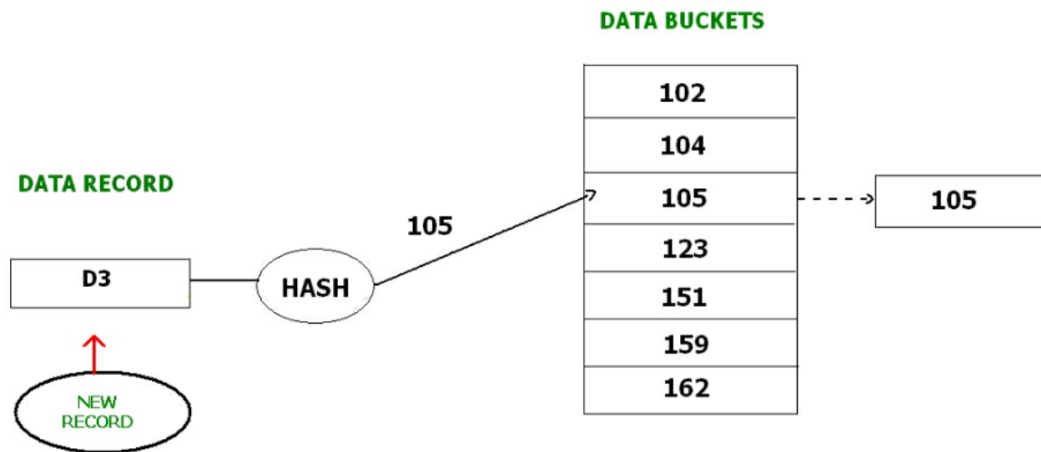 DATA BUCKETS
102
104
DATA RECORD
105
105
105
123
D3
HASH
151
159
162
NEW
RECORD